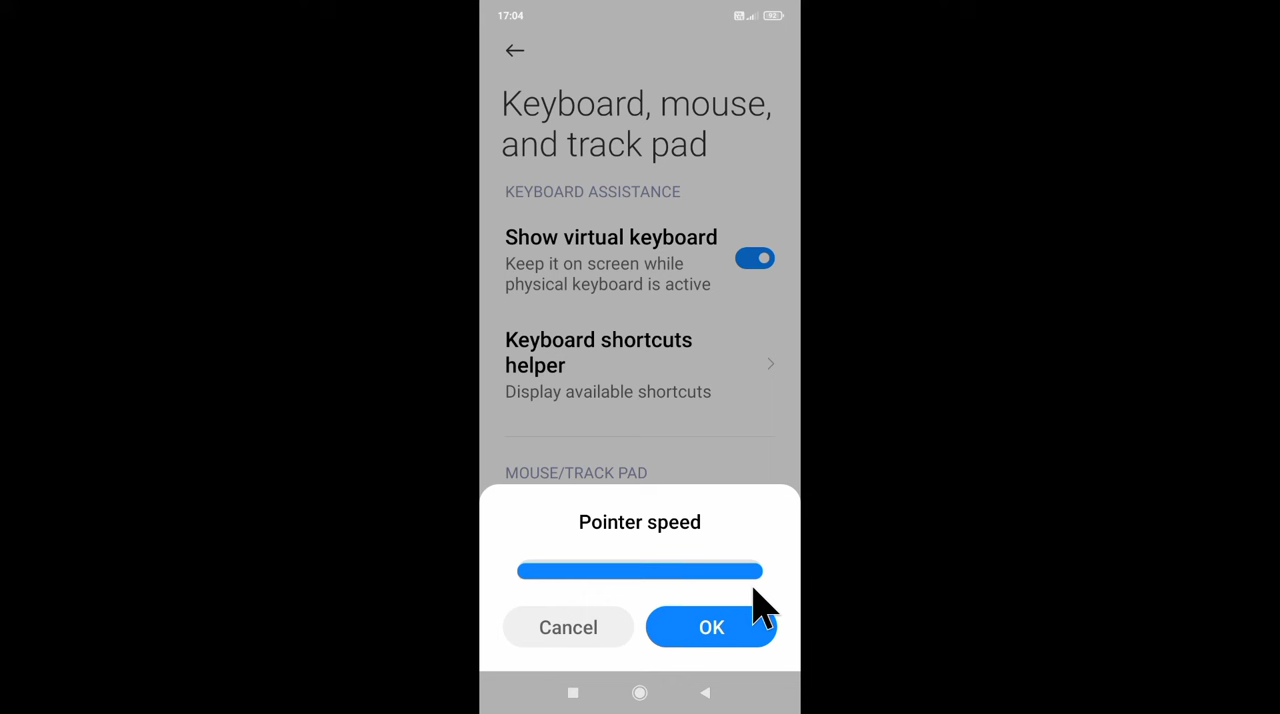 17:04
92
Keyboard, mouse,
and track pad
KEYBOARD ASSISTANCE
Show virtual keyboard
Keep it on screen while
physical keyboard is active
Keyboard shortcuts
helper
Display available shortcuts
MOUSE/TRACK PAD
Pointer speed
Cancel
OK